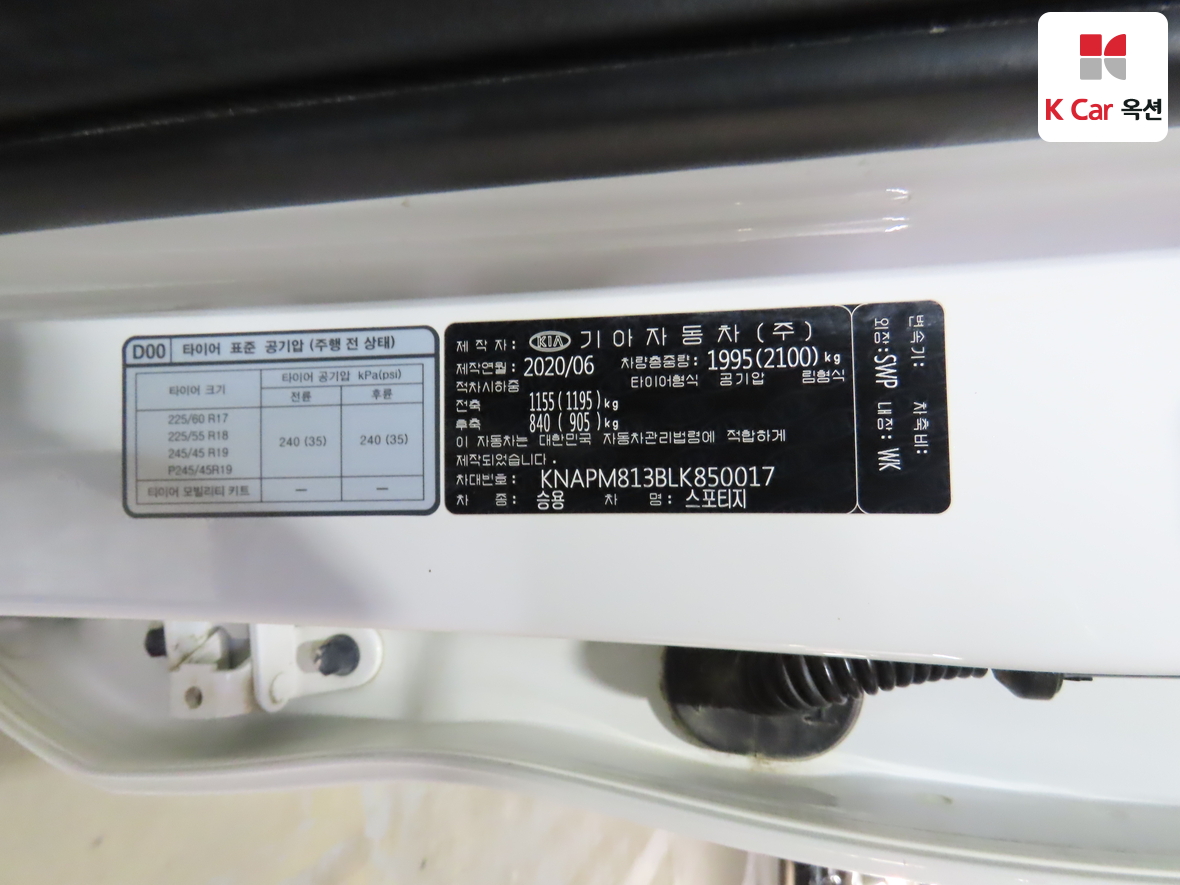 K Car 옥션
D00 타이어 표준 공기압 (주행 전 상태)
타이어 크기 타이어 공기압 kPa(psi)
전륜 후륜
225/60 R17
225/55 R18
245/45 R19
P245/45R19
240 (35) 240 (35)
타이어 모빌리티 키트 — —
제 작 자 : KIA 기아자동차(주)
제작연월 : 2020/06 차량총중량 : 1995(2100)kg
적차시하중 타이어형식 공기압 림형식
전축 1155(1195)kg
후축 840 ( 905)kg
이 자동차는 대한민국 자동차관리법령에 적합하게
제작되었습니다.
차대번호 : KNAPM813BLK850017
차 종 : 승용 차 명 : 스포티지
변속기: 차축비:
외장:SWP 내장:WK